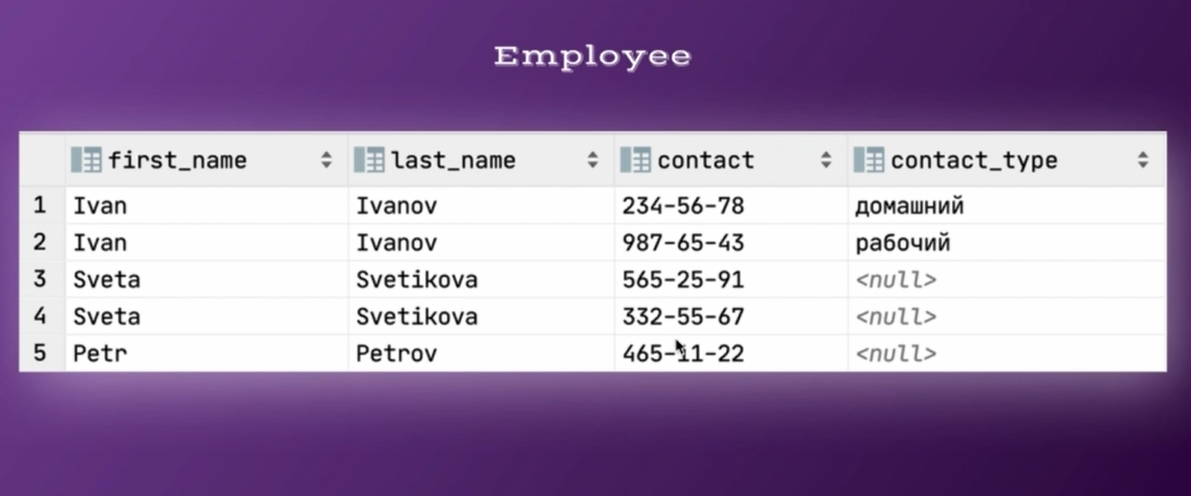 Employee
first_name last_name contact contact_type
1 Ivan Ivanov 234-56-78 домашний
2 Ivan Ivanov 987-65-43 рабочий
3 Sveta Svetikova 565-25-91 <null>
4 Sveta Svetikova 332-55-67 <null>
5 Petr Petrov 465-11-22 <null>